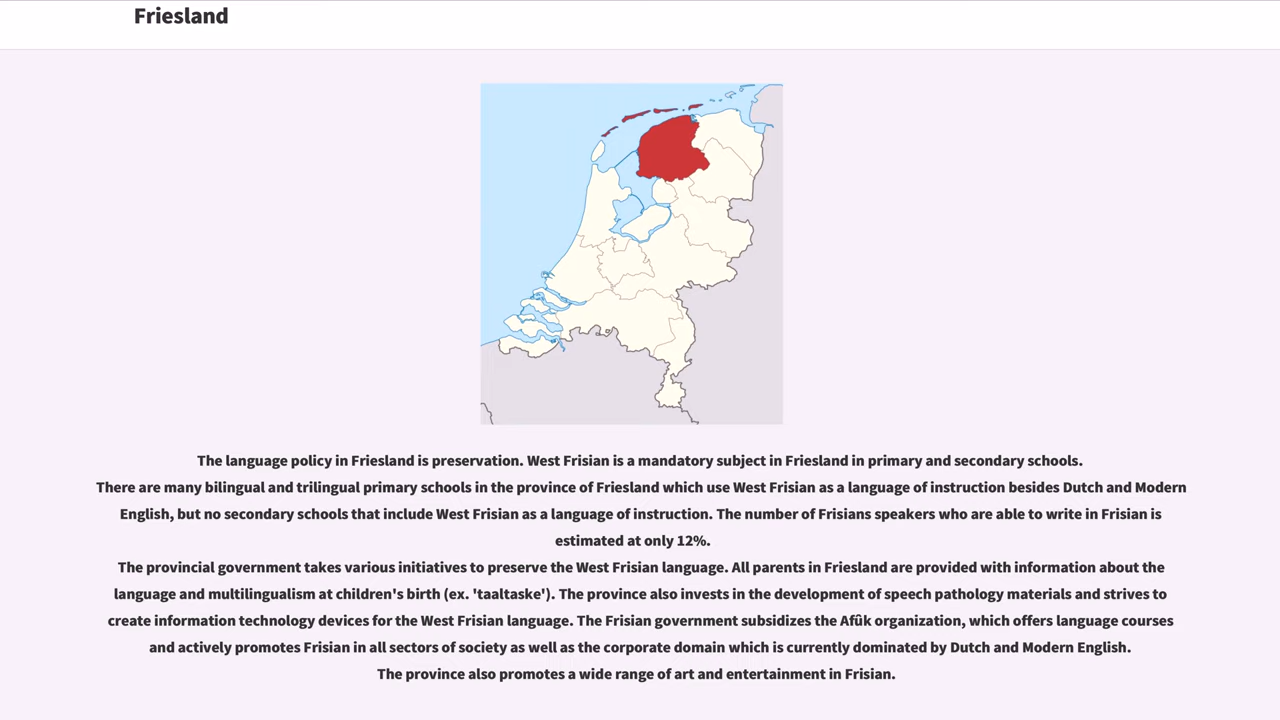 Friesland
The language policy in Friesland is preservation. West Frisian is a mandatory subject in Friesland in primary and secondary schools.
There are many bilingual and trilingual primary schools in the province of Friesland which use West Frisian as a language of instruction besides Dutch and Modern
English, but no secondary schools that include West Frisian as a language of instruction. The number of Frisians speakers who are able to write in Frisian is
estimated at only 12%.
The provincial government takes various initiatives to preserve the West Frisian language. All parents in Friesland are provided with information about the
language and multilingualism at children's birth (ex. 'taaltaske'). The province also invests in the development of speech pathology materials and strives to
create information technology devices for the West Frisian language. The Frisian government subsidizes the Afûk organization, which offers language courses
and actively promotes Frisian in all sectors of society as well as the corporate domain which is currently dominated by Dutch and Modern English.
The province also promotes a wide range of art and entertainment in Frisian.